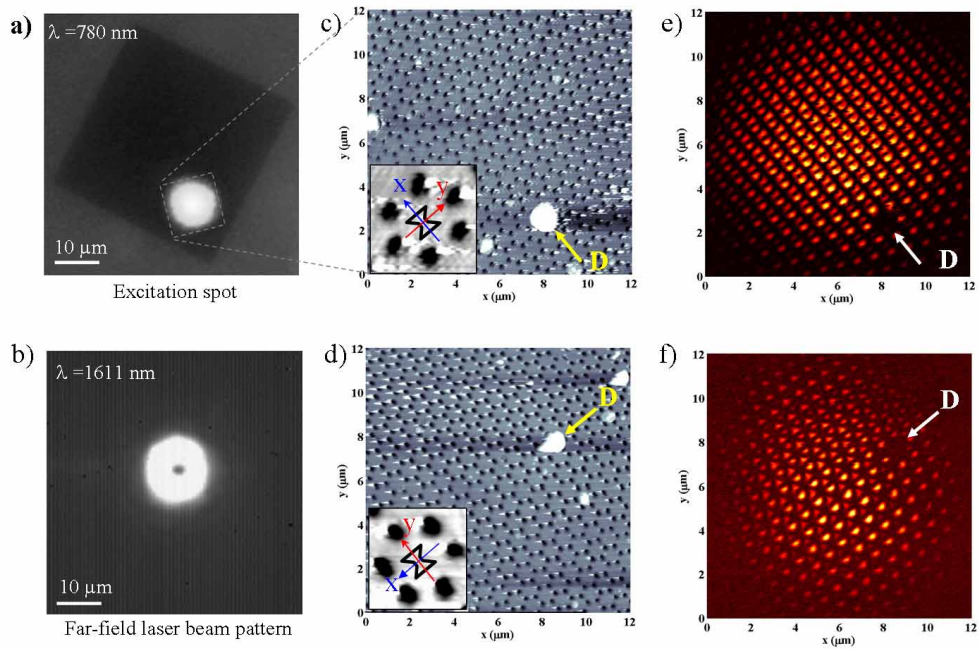 a)
λ =780 nm
10 μm
Excitation spot
c)
12
10
8
6
4
2
0
y (μm)
x
y
D
0 2 4 6 8 10 12
x (μm)
e)
12
10
8
6
4
2
0
y (μm)
D
0 2 4 6 8 10 12
x (μm)
b)
λ =1611 nm
10 μm
Far-field laser beam pattern
d)
12
10
8
6
4
2
0
y (μm)
D
y
x
0 2 4 6 8 10 12
x (μm)
f)
12
10
8
6
4
2
0
y (μm)
D
0 2 4 6 8 10 12
x (μm)